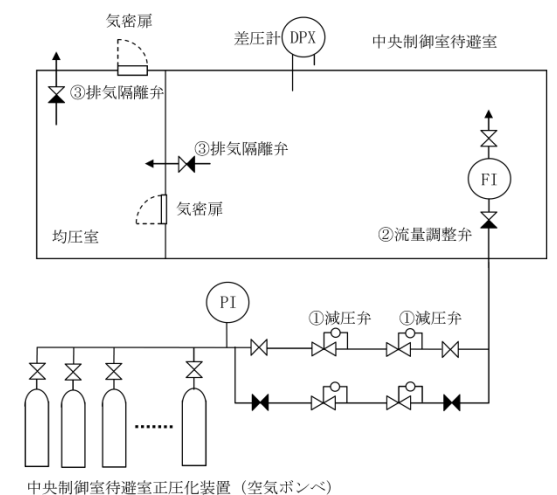 気密扉
差圧計
DPX
中央制御室待避室
③排気隔離弁
③排気隔離弁
FI
気密扉
均圧室
②流量調整弁
PI
①減圧弁
①減圧弁
中央制御室待避室正圧化装置（空気ボンベ）